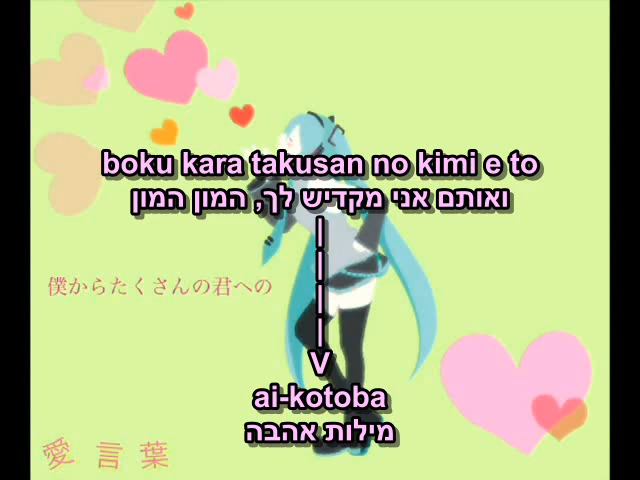 boku kara takusan no kimi e to
ואותם אני מקדיש לך, המון המון
|
|
|
|
V
僕からたくさんの君への
ai-kotoba
מילות אהבה
愛言葉